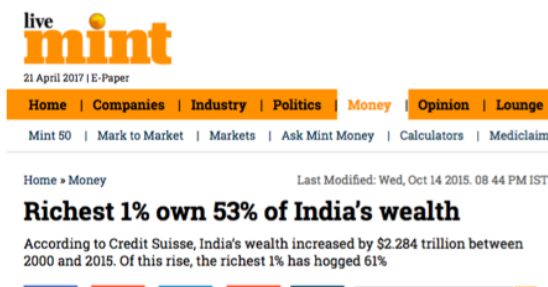 live
mint
21 April 2017 | E-Paper
Home | Companies | Industry | Politics | Money | Opinion | Lounge
Mint 50 | Mark to Market | Markets | Ask Mint Money | Calculators | Mediclaim
Home » Money Last Modified: Wed, Oct 14 2015. 08 44 PM IST
Richest 1% own 53% of India's wealth
According to Credit Suisse, India's wealth increased by $2.284 trillion between
2000 and 2015. Of this rise, the richest 1% has hogged 61%